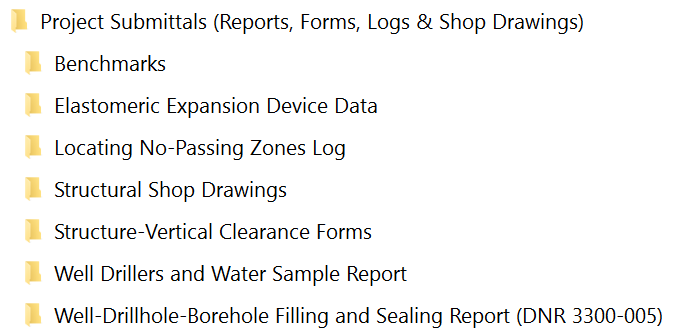 Project Submittals (Reports, Forms, Logs & Shop Drawings)
Benchmarks
Elastomeric Expansion Device Data
Locating No-Passing Zones Log
Structural Shop Drawings
Structure-Vertical Clearance Forms
Well Drillers and Water Sample Report
Well-Drillhole-Borehole Filling and Sealing Report (DNR 3300-005)